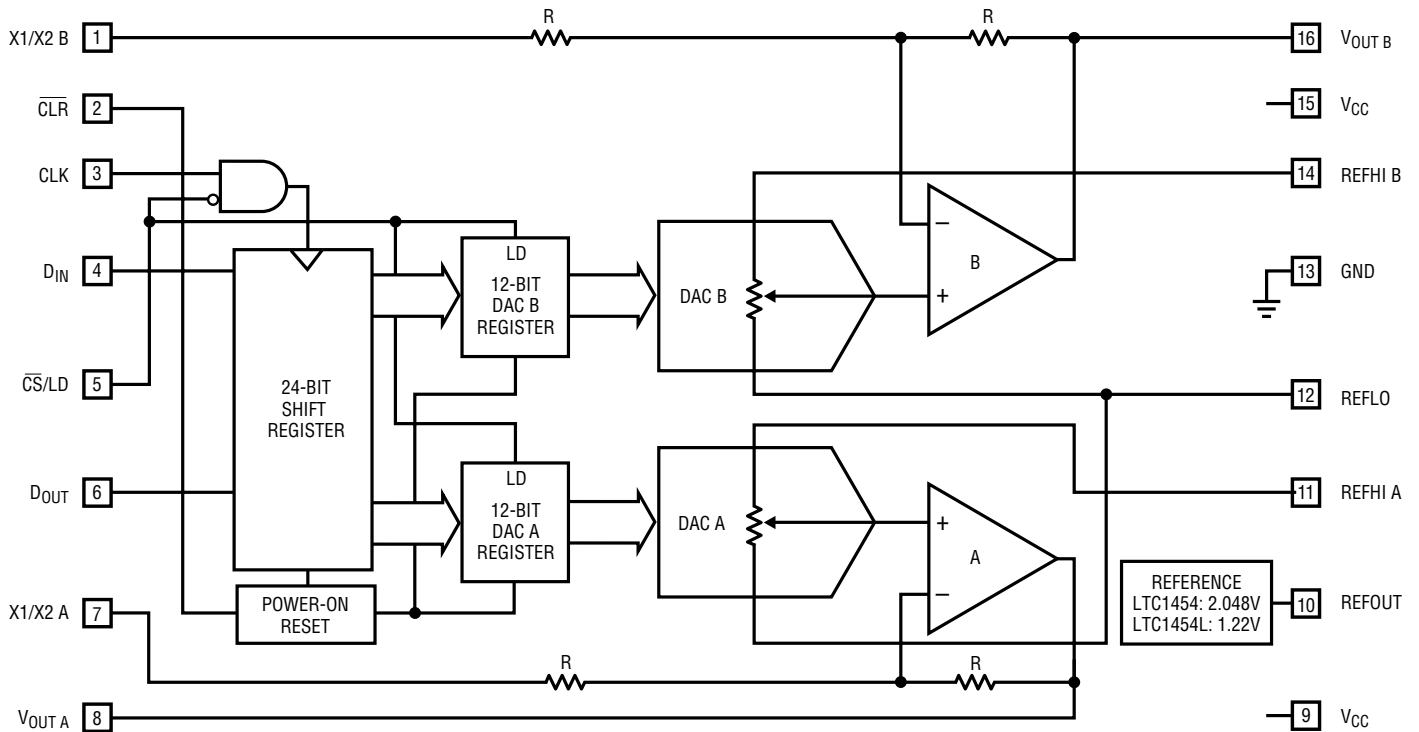 X1/X2 B
1
R
R
16
VOUT B
CLR
2
15
VCC
CLK
3
14
REFHI B
LD
12-BIT
DAC B
REGISTER
DAC B
–
B
+
DIN
4
13
GND
CS/LD
5
24-BIT
SHIFT
REGISTER
12
REFLO
DOUT
6
LD
12-BIT
DAC A
REGISTER
DAC A
+
A
–
11
REFHI A
X1/X2 A
7
POWER-ON
RESET
REFERENCE
LTC1454: 2.048V
LTC1454L: 1.22V
10
REFOUT
R
R
VOUT A
8
9
VCC